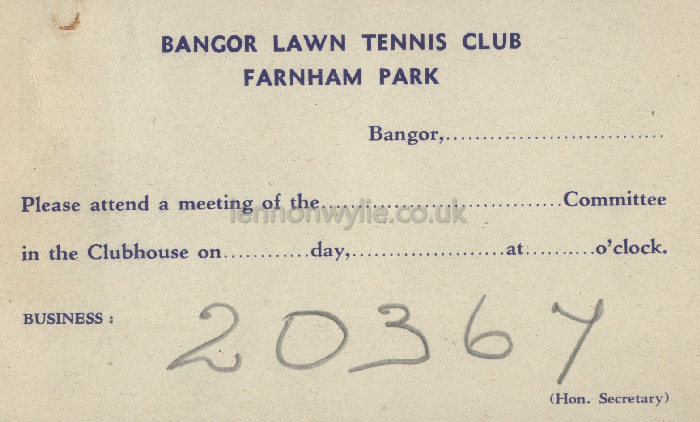 BANGOR LAWN TENNIS CLUB
FARNHAM PARK
Bangor,..............................
Please attend a meeting of the.................................Committee
lennonwylie.co.uk
in the Clubhouse on............day,.....................at..........o'clock.
BUSINESS :
20367
(Hon. Secretary)